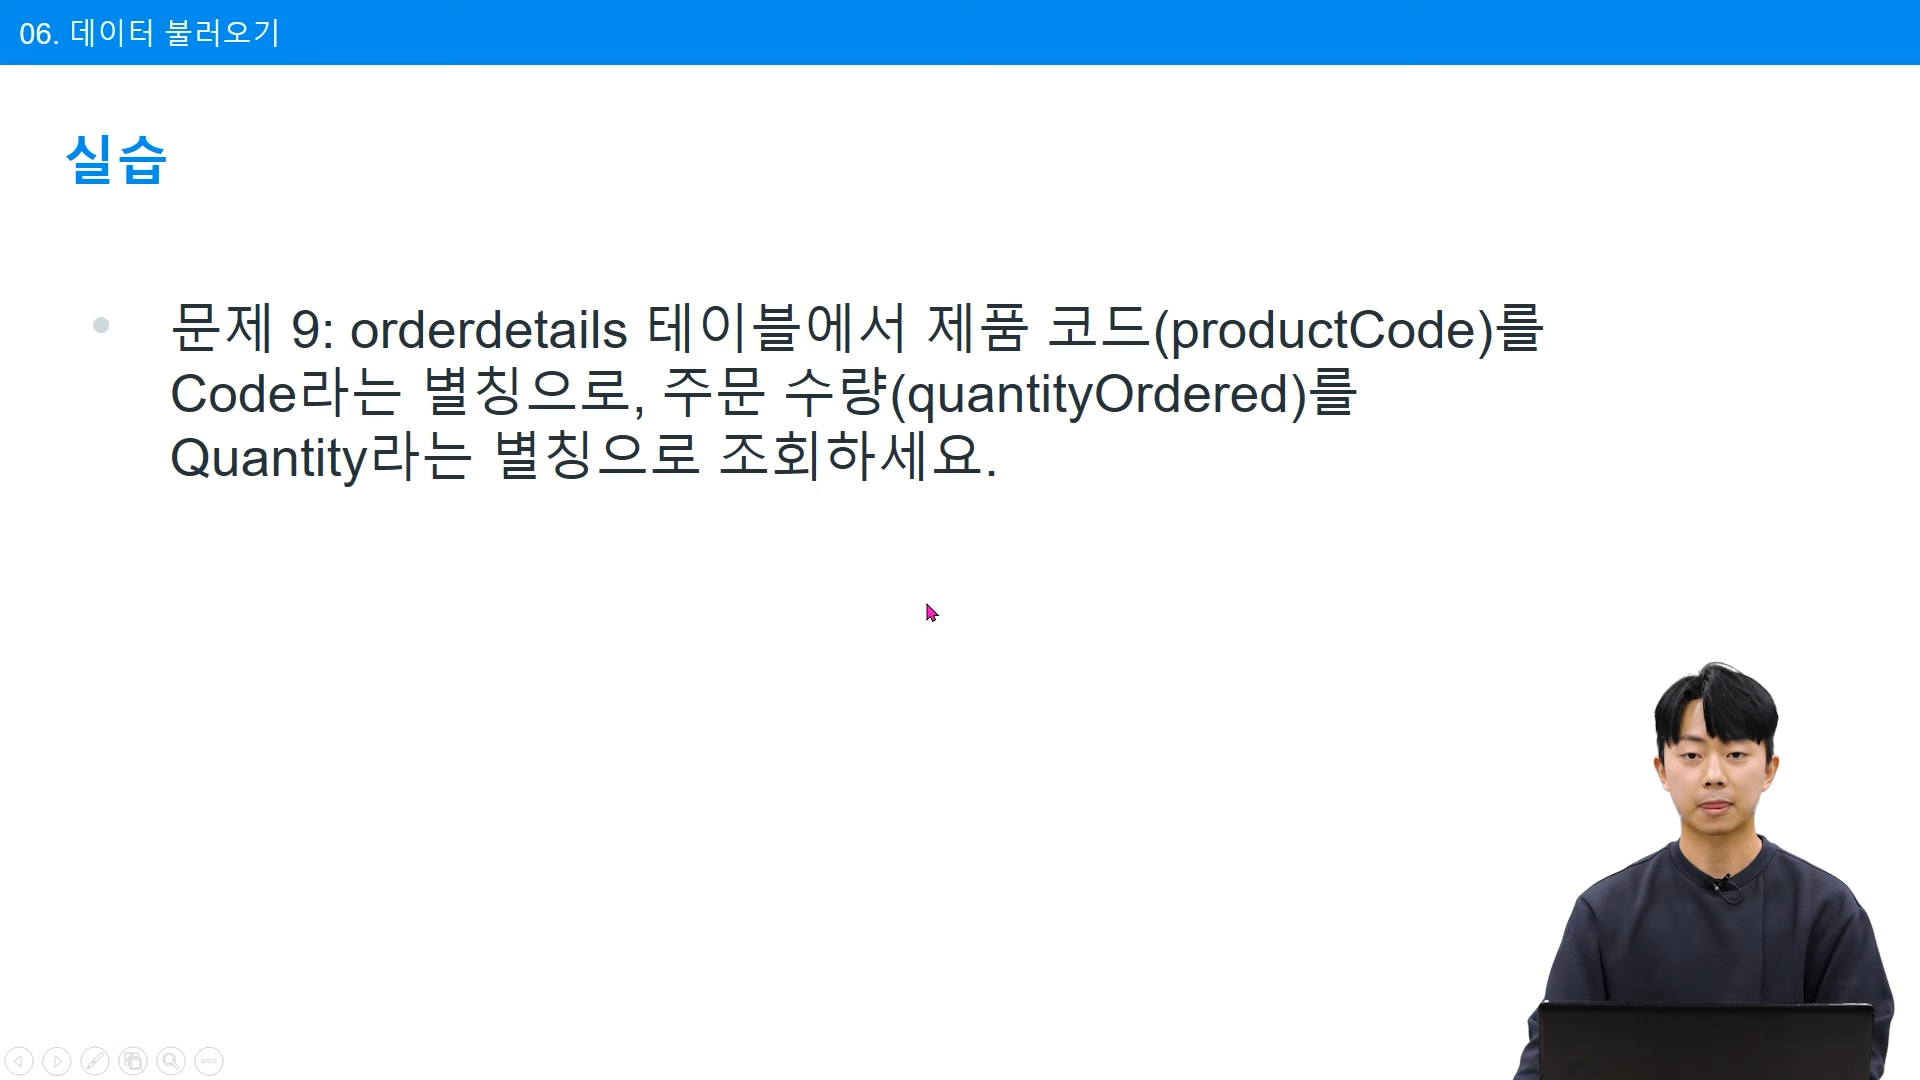 06. 데이터 불러오기
실습
문제 9: orderdetails 테이블에서 제품 코드(productCode)를
Code라는 별칭으로, 주문 수량(quantityOrdered)를
Quantity라는 별칭으로 조회하세요.